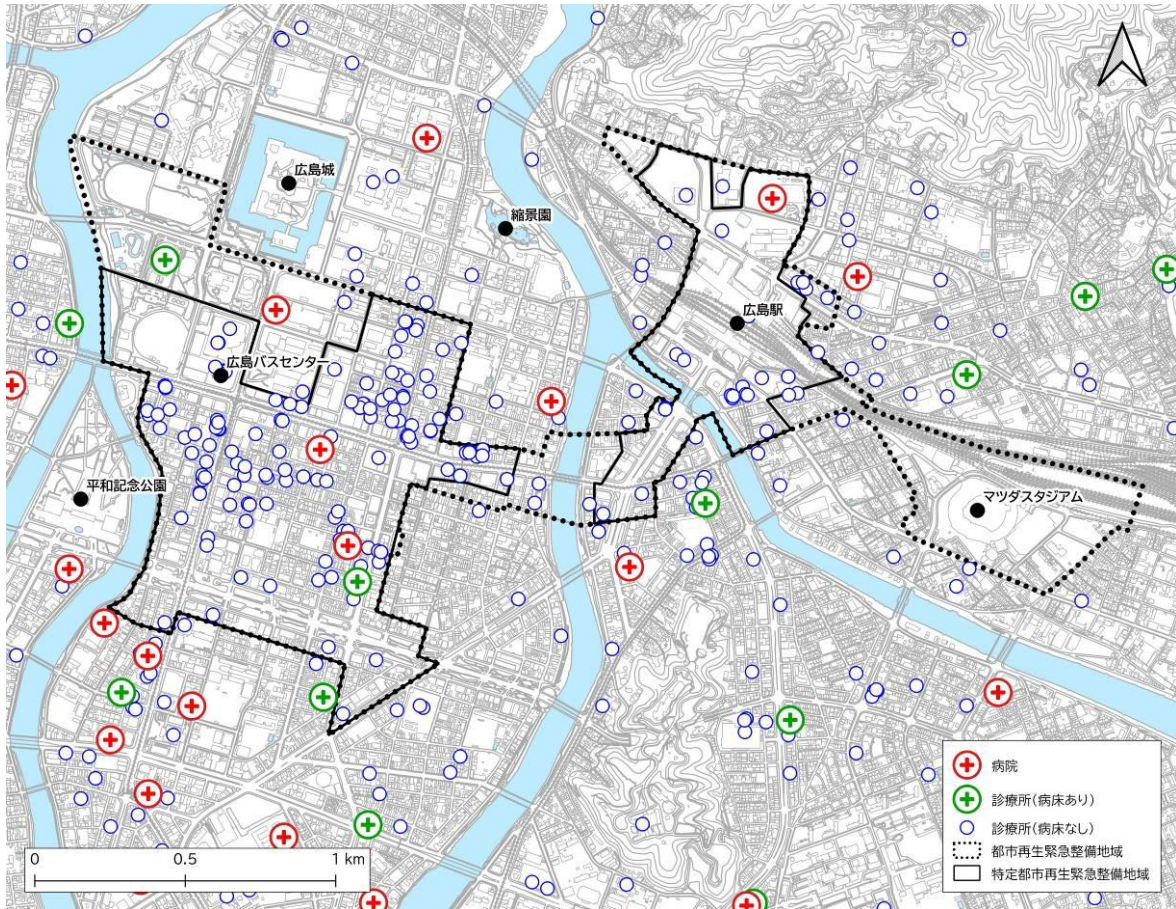 広島城
縮景園
広島駅
広島バスセンター
平和記念公園
マツダスタジアム
病院
診療所(病床あり)
診療所(病床なし)
都市再生緊急整備地域
特定都市再生緊急整備地域
0 0.5 1 km